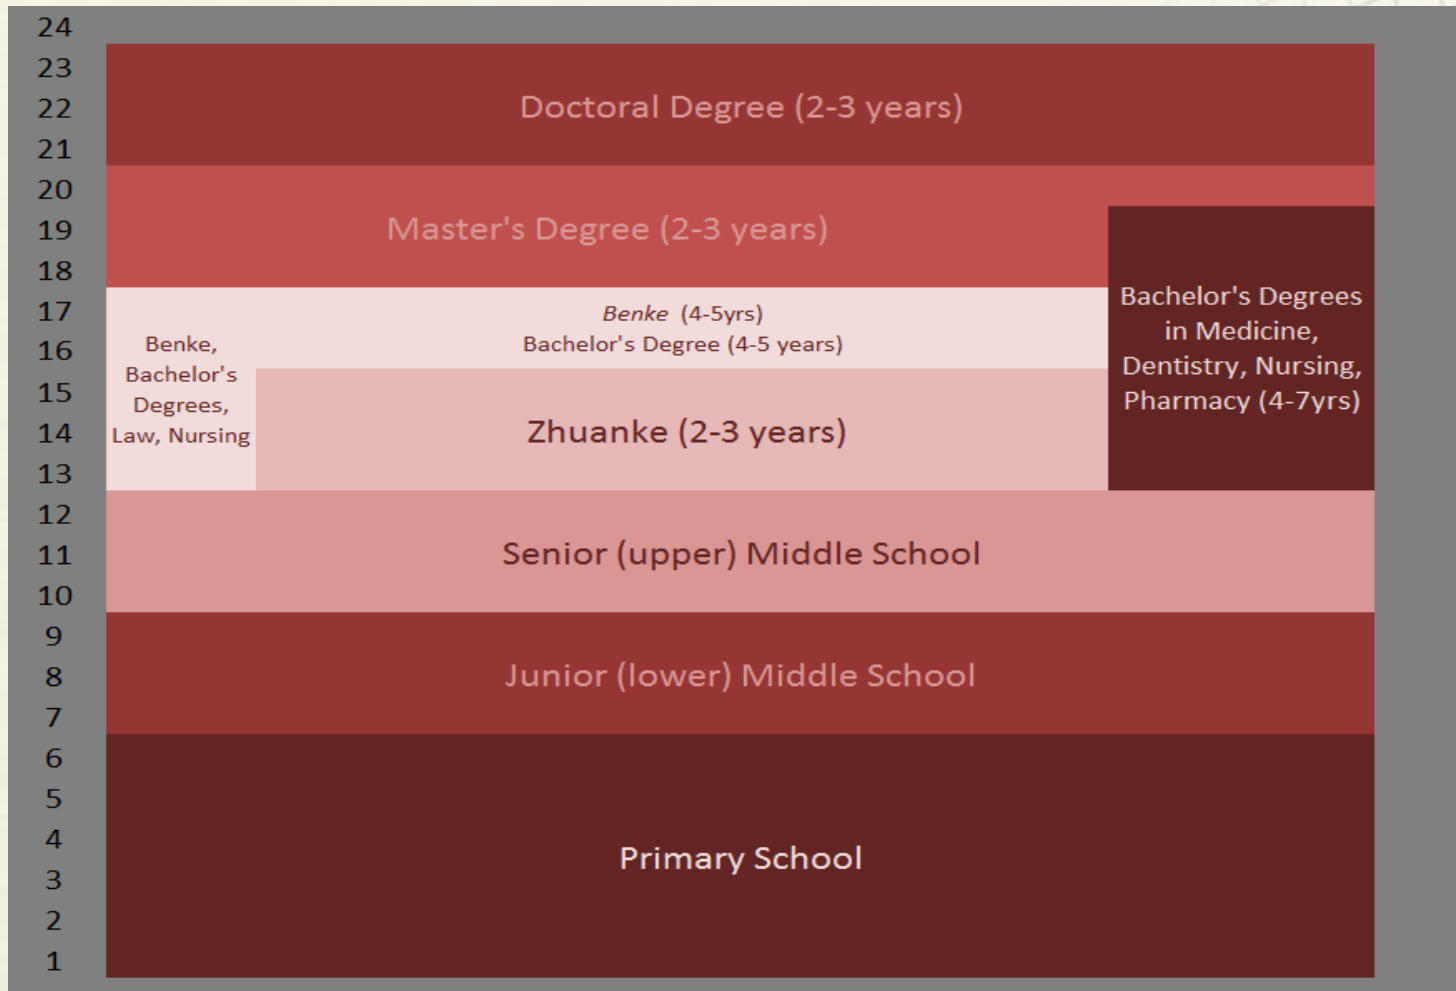 24
23
22
21
20
19
18
17
16
15
14
13
12
11
10
9
8
7
6
5
4
3
2
1
Doctoral Degree (2-3 years)
Master's Degree (2-3 years)
Benke (4-5yrs)
Bachelor's Degree (4-5 years)
Benke,
Bachelor's
Degrees,
Law, Nursing
Zhuanke (2-3 years)
Bachelor's Degrees
in Medicine,
Dentistry, Nursing,
Pharmacy (4-7yrs)
Senior (upper) Middle School
Junior (lower) Middle School
Primary School